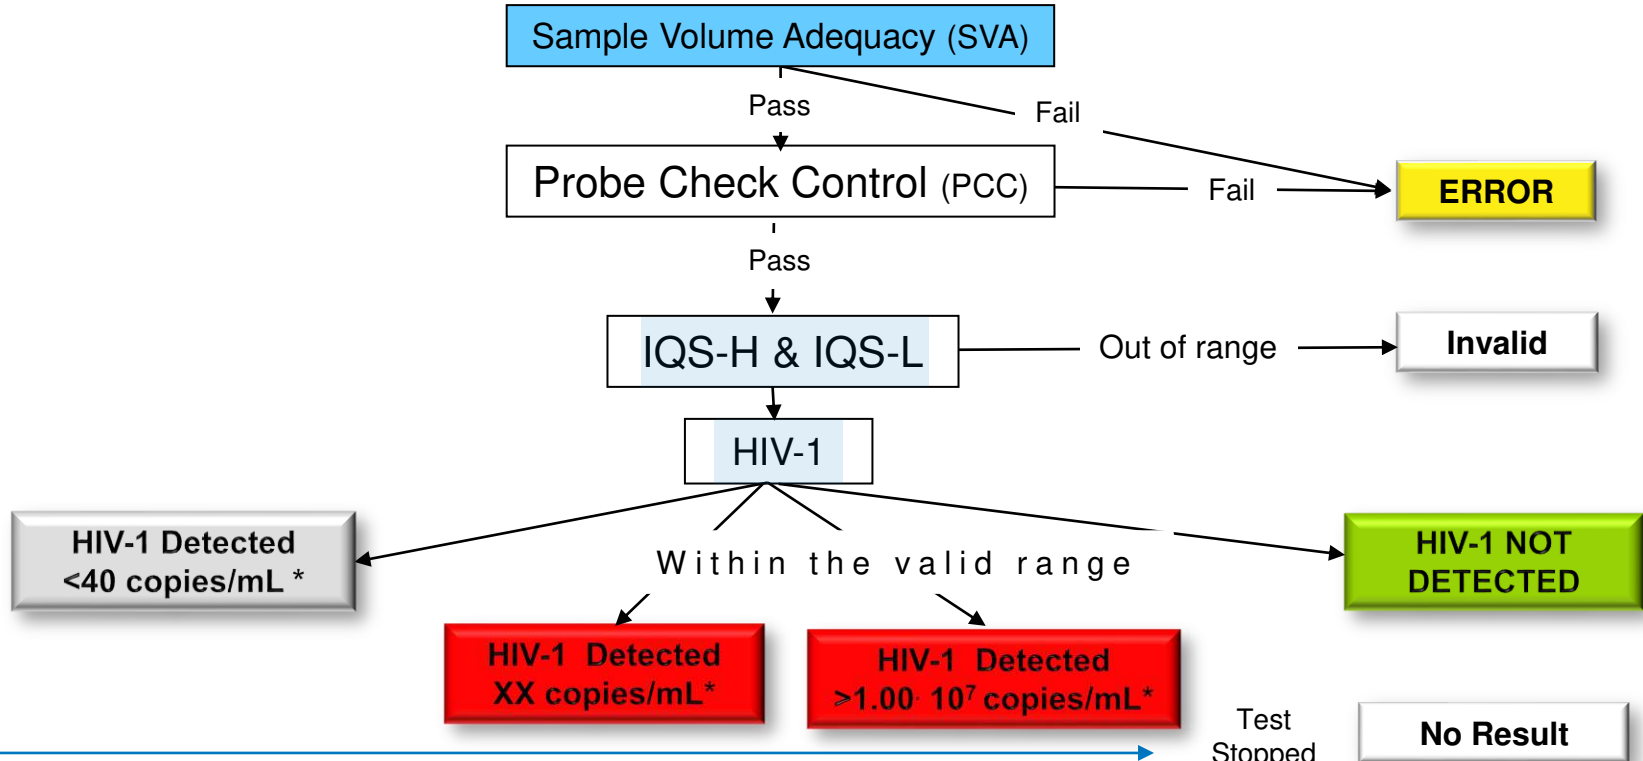 Sample Volume Adequacy (SVA)
Pass
Fail
Probe Check Control (PCC)
Fail
ERROR
Pass
IQS-H & IQS-L
Out of range
Invalid
HIV-1
HIV-1 Detected
<40 copies/mL *
Within the valid range
HIV-1 NOT
DETECTED
HIV-1 Detected
XX copies/mL*
HIV-1 Detected
>1.00· 10⁷ copies/mL*
Test
Stopped
No Result